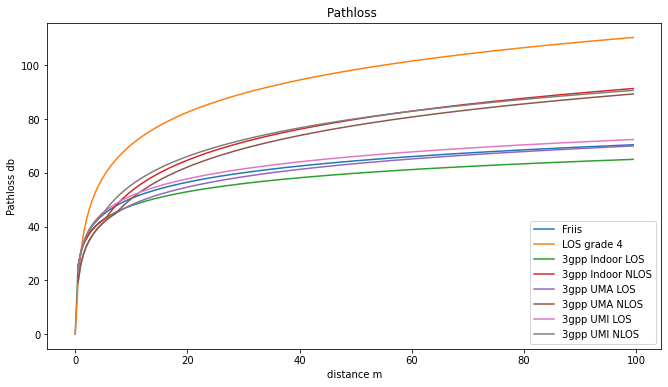 Pathloss
Pathloss db
100
80
60
40
20
0
0 20 40 60 80 100
distance m
Friis
LOS grade 4
3gpp Indoor LOS
3gpp Indoor NLOS
3gpp UMA LOS
3gpp UMA NLOS
3gpp UMI LOS
3gpp UMI NLOS